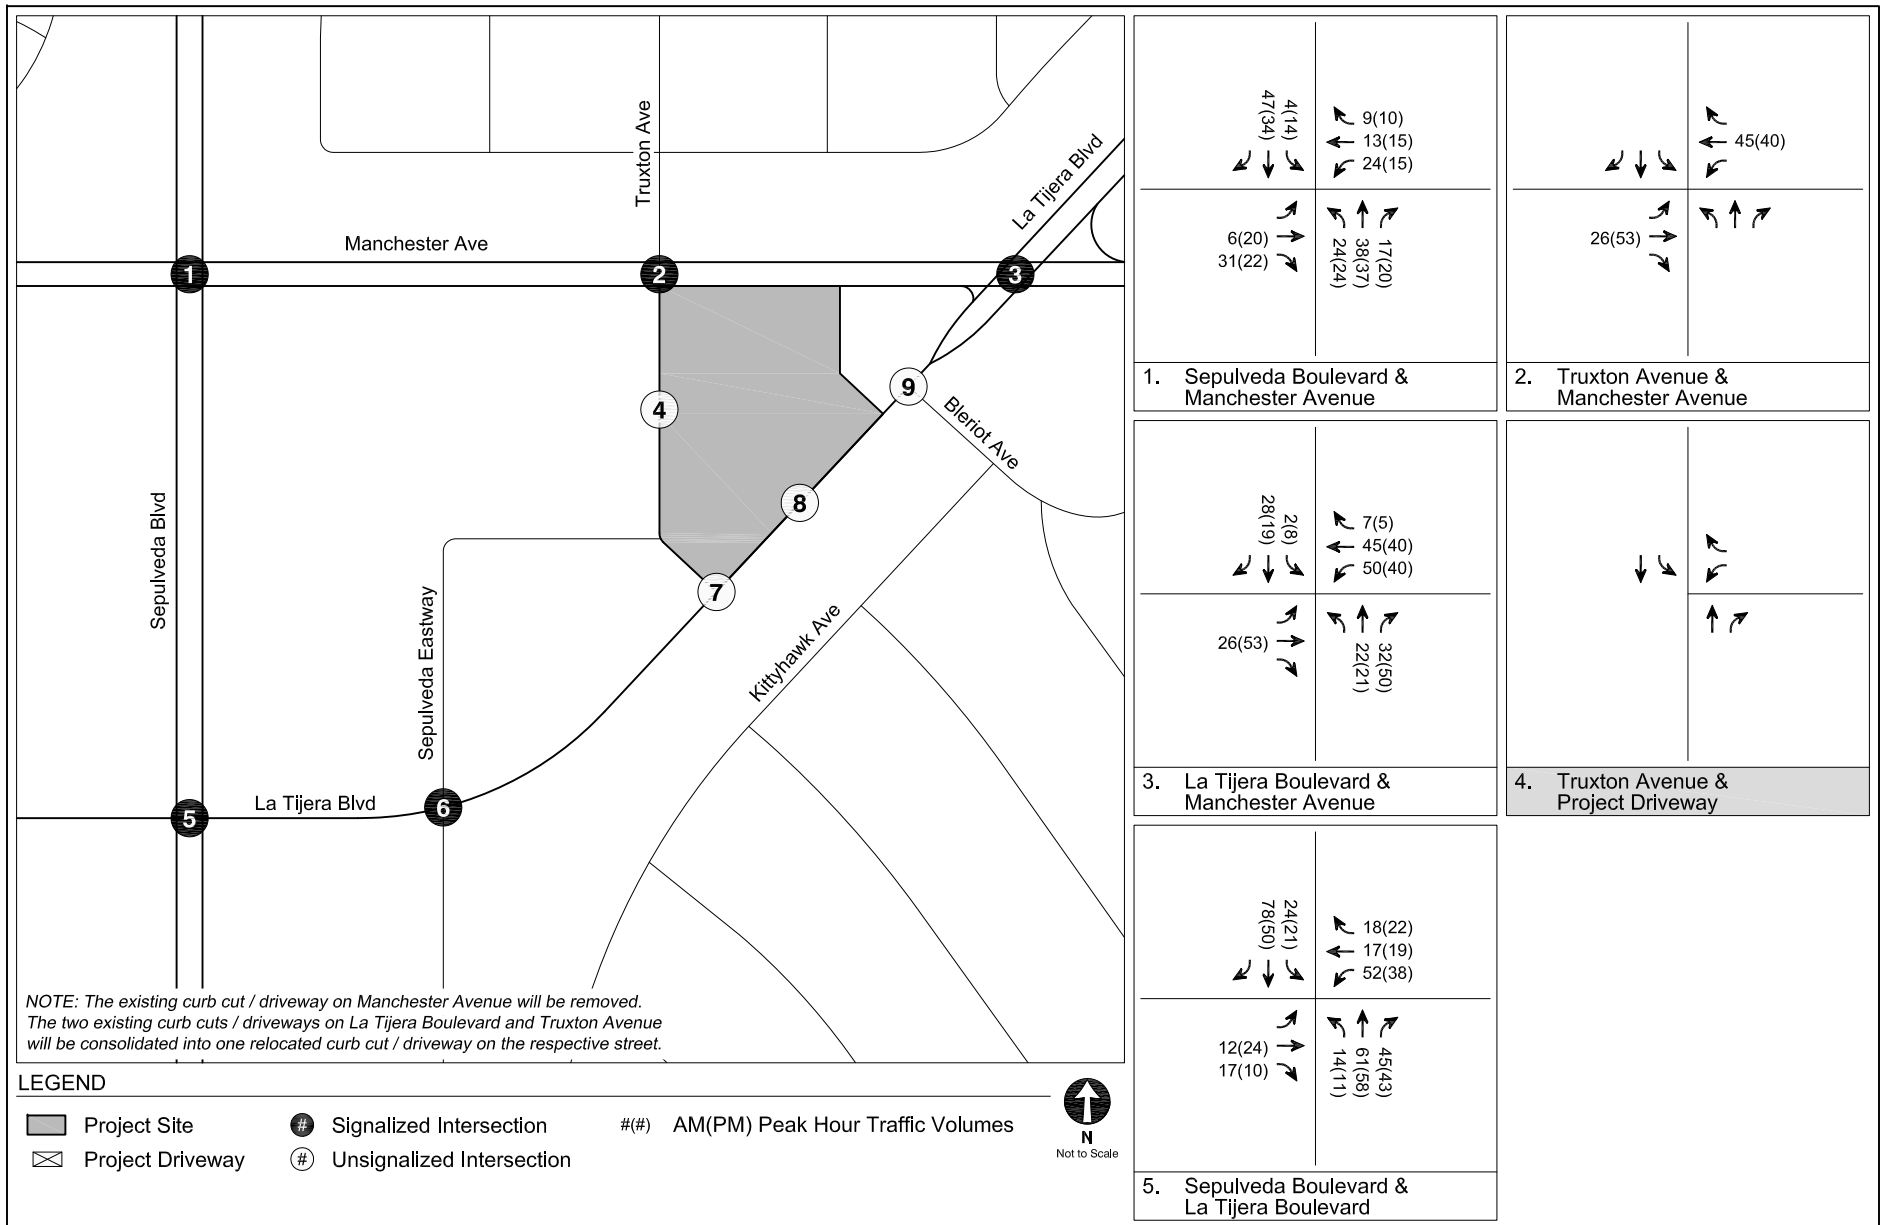 Truxton Ave
La Tijera Blvd
Manchester Ave
1
2
3
9
4
Bleriot Ave
8
Sepulveda Blvd
7
Sepulveda Eastway
Kittyhawk Ave
La Tijera Blvd
5
6
NOTE: The existing curb cut / driveway on Manchester Avenue will be removed.
The two existing curb cuts / driveways on La Tijera Boulevard and Truxton Avenue
will be consolidated into one relocated curb cut / driveway on the respective street.
LEGEND
Project Site
# Signalized Intersection
#(#) AM(PM) Peak Hour Traffic Volumes
Project Driveway
# Unsignalized Intersection
N
Not to Scale
47(34)
4(14)
9(10)
13(15)
24(15)
6(20)
31(22)
24(24)
38(37)
17(20)
1. Sepulveda Boulevard &
Manchester Avenue
45(40)
26(53)
2. Truxton Avenue &
Manchester Avenue
28(19)
2(8)
7(5)
45(40)
50(40)
26(53)
22(21)
32(50)
3. La Tijera Boulevard &
Manchester Avenue
4. Truxton Avenue &
Project Driveway
78(50)
24(21)
18(22)
17(19)
52(38)
12(24)
17(10)
14(11)
61(58)
45(43)
5. Sepulveda Boulevard &
La Tijera Boulevard